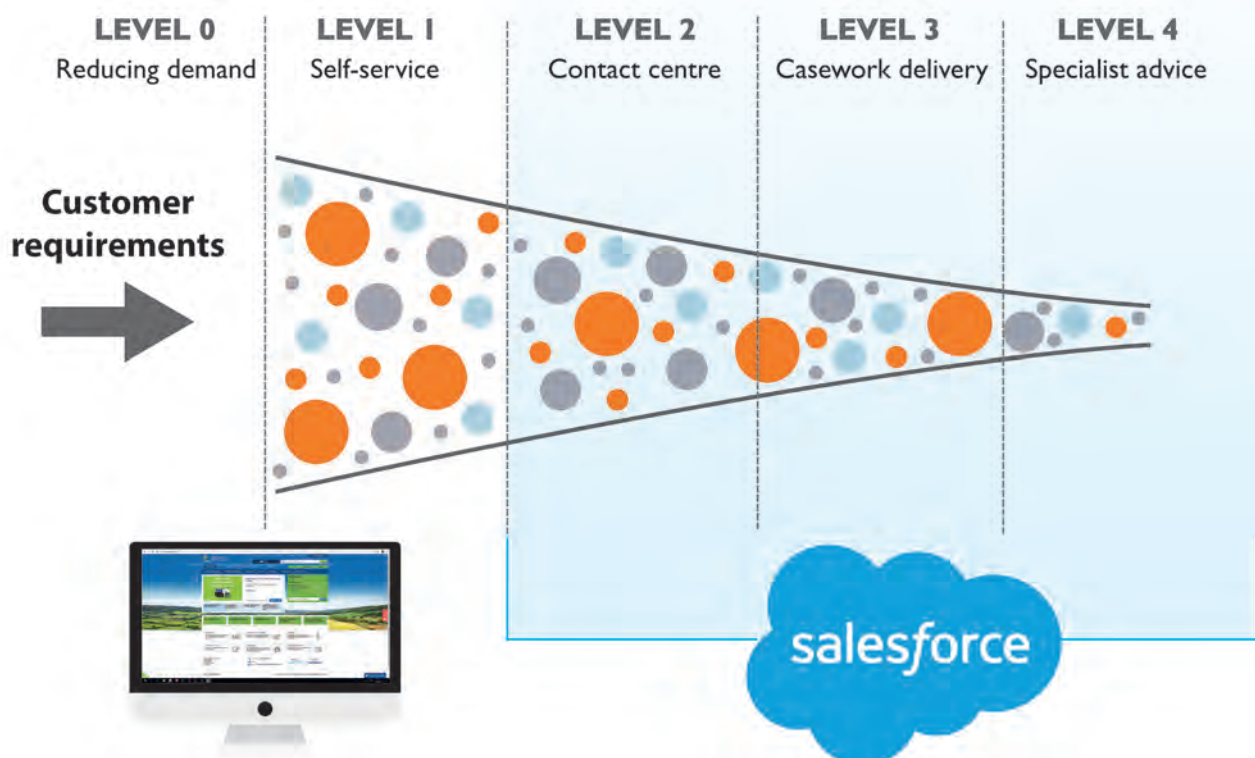 LEVEL 0
Reducing demand
LEVEL 1
Self-service
LEVEL 2
Contact centre
LEVEL 3
Casework delivery
LEVEL 4
Specialist advice
Customer
requirements
salesforce